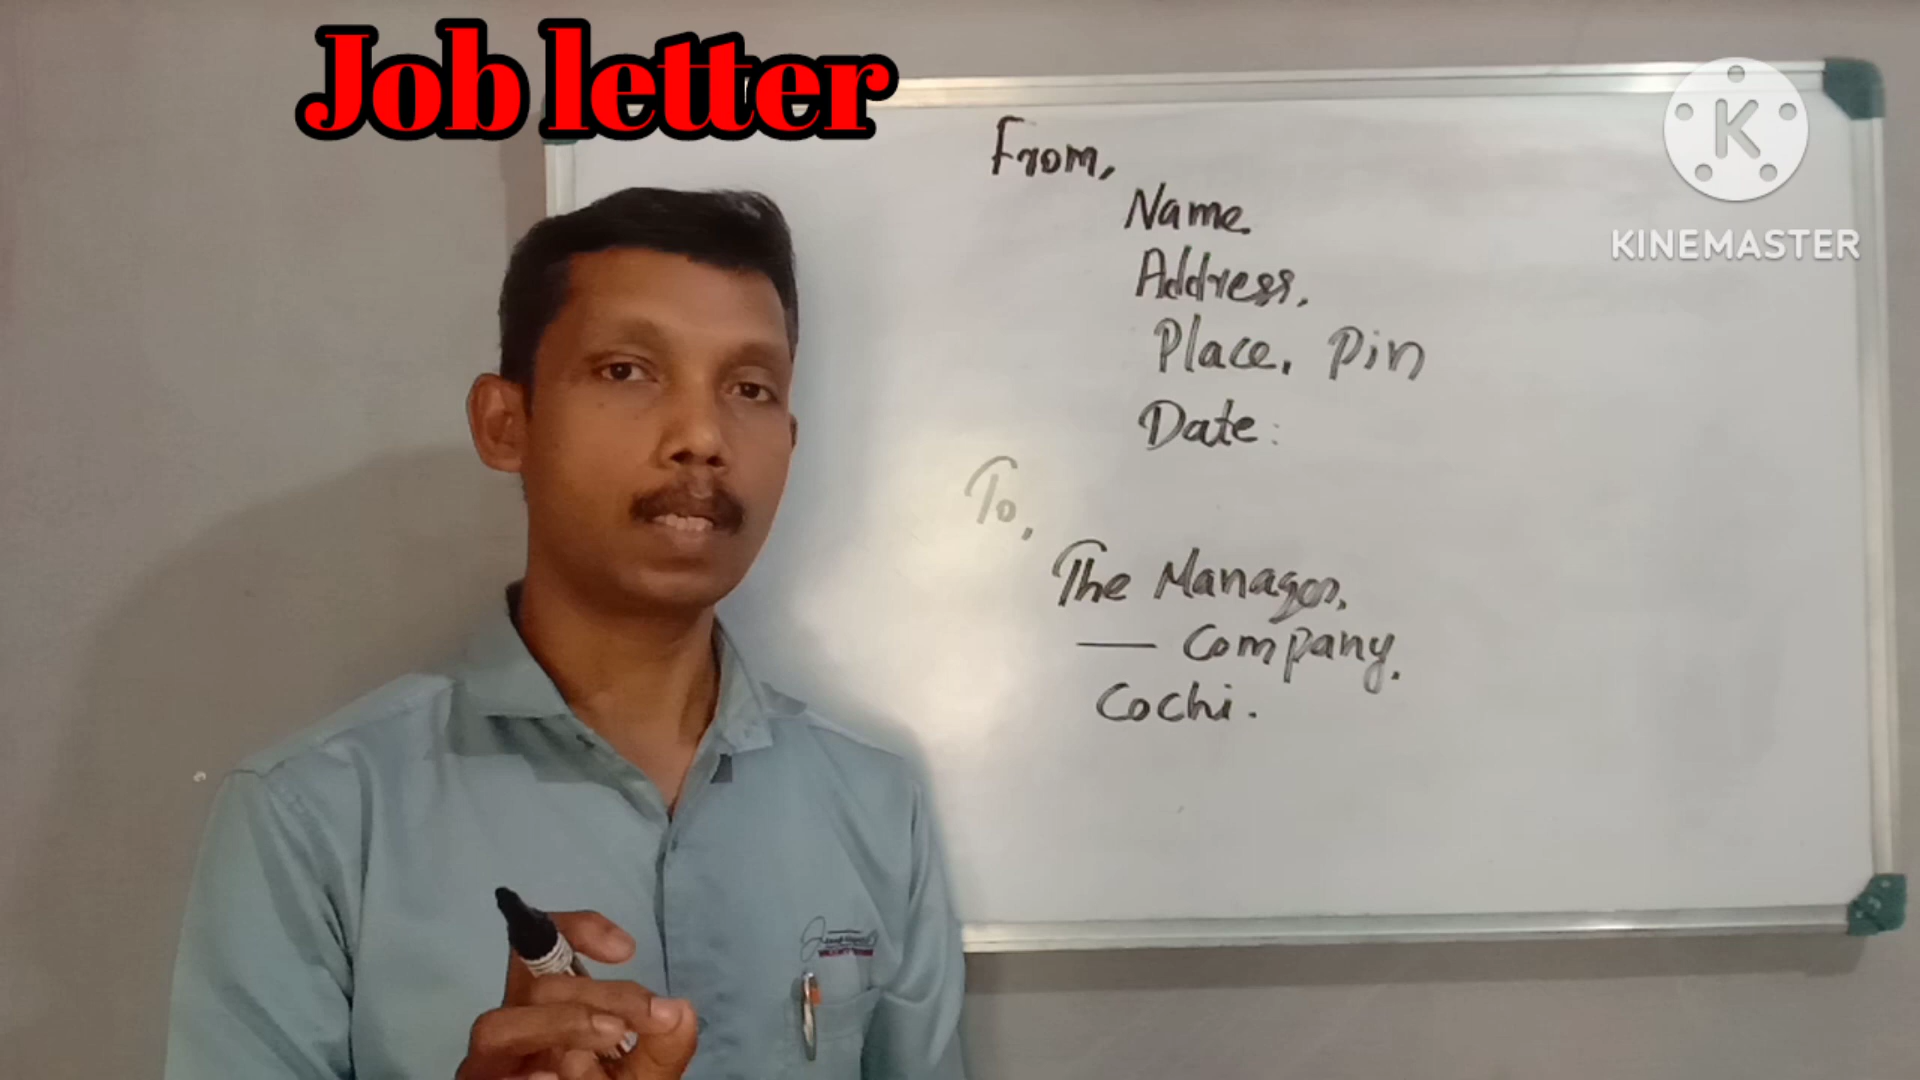 Job letter
From,
Name.
Address,
Place, Pin
Date:
To,
The Manager,
— Company,
Cochi.
K
KINEMASTER